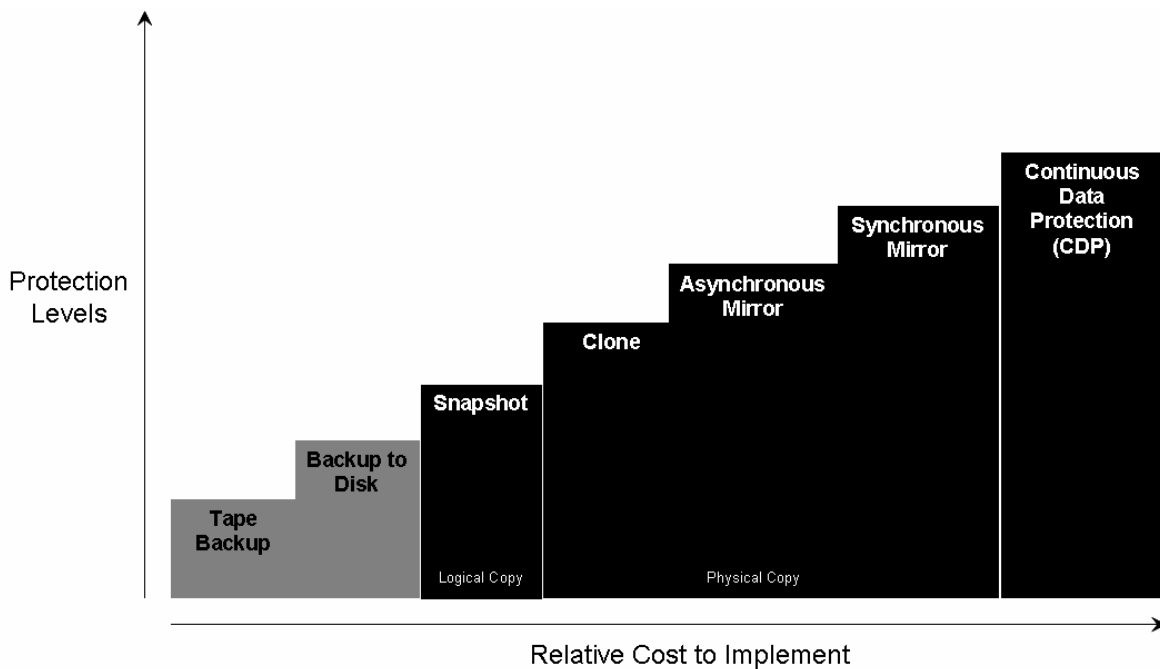 Protection
Levels
Tape
Backup
Backup to
Disk
Snapshot
Logical Copy
Clone
Asynchronous
Mirror
Physical Copy
Synchronous
Mirror
Continuous
Data
Protection
(CDP)
Relative Cost to Implement